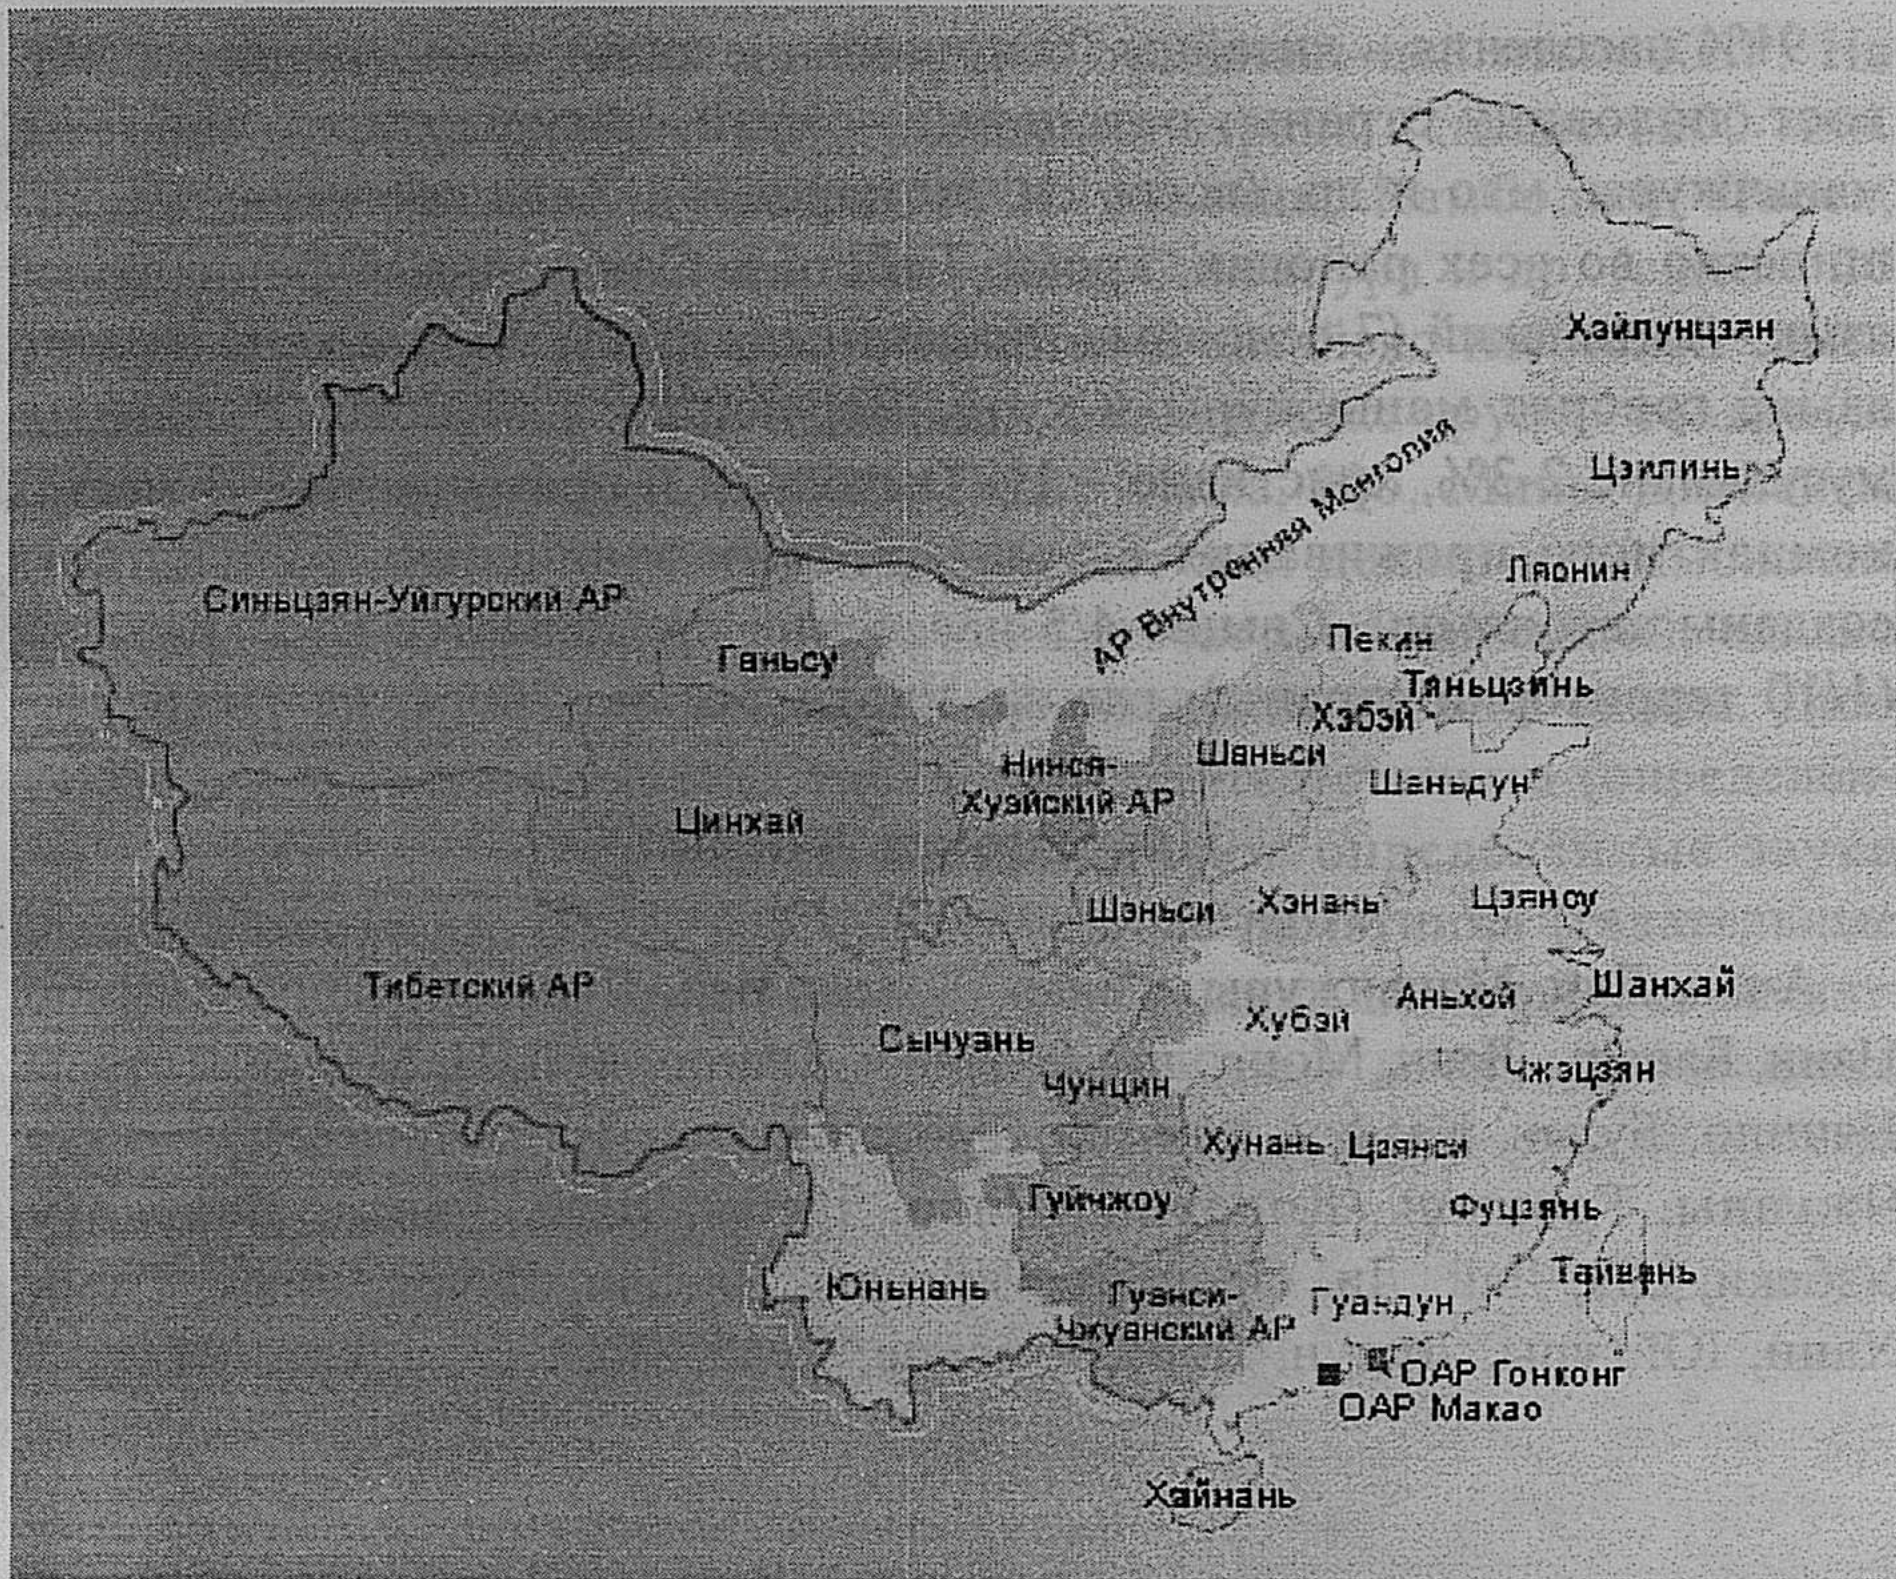 Хэйлунцзян
Цзилинь
АР Внутренняя Монголия
Ляонин
Синьцзян-Уйгурский АР
Пекин
Ганьсу
Тяньцзинь
Хэбэй
Шаньси
Нинся-
Хуэйский АР
Шаньдун
Цинхай
Шэньси
Хэнань
Цзянсу
Тибетский АР
Шанхай
Аньхой
Хубэй
Сычуань
Чжэцзян
Чунцин
Хунань
Цзянси
Гуйчжоу
Фуцзянь
Тайвань
Юньнань
Гуанси-
Чжуанский АР
Гуандун
ОАР Гонконг
ОАР Макао
Хайнань